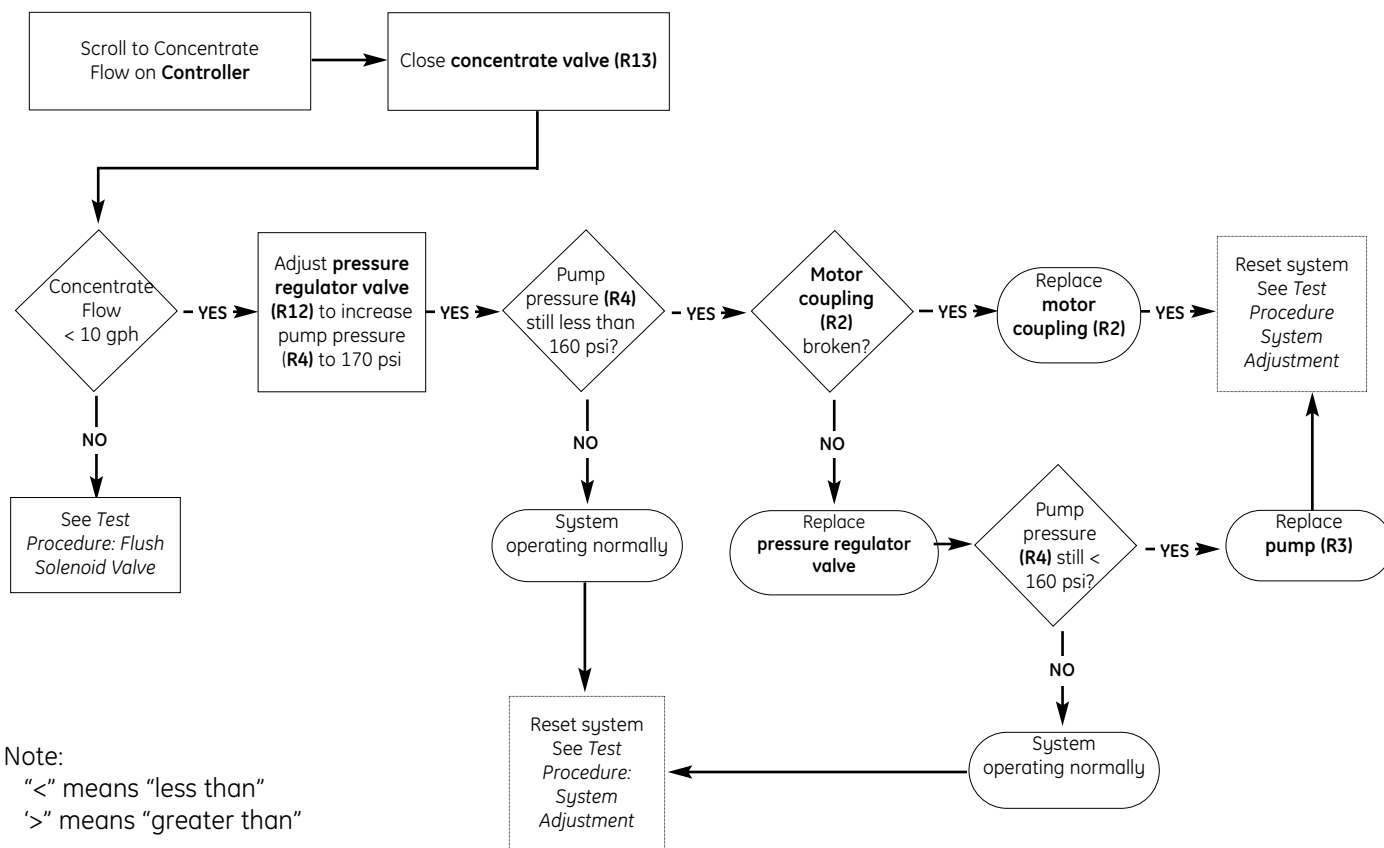 Scroll to Concentrate
Flow on Controller
Close concentrate valve (R13)
Concentrate
Flow
< 10 gph
YES
Adjust pressure
regulator valve
(R12) to increase
pump pressure
(R4) to 170 psi
YES
Pump
pressure (R4)
still less than
160 psi?
YES
Motor
coupling
(R2)
broken?
YES
Replace
motor
coupling (R2)
YES
Reset system
See Test
Procedure
System
Adjustment
NO
See Test
Procedure: Flush
Solenoid Valve
NO
System
operating normally
NO
Replace
pressure regulator
valve
Pump
pressure
(R4) still <
160 psi?
YES
Replace
pump (R3)
NO
System
operating normally
Reset system
See Test
Procedure:
System
Adjustment
Note:
“<” means “less than”
‘>” means “greater than”